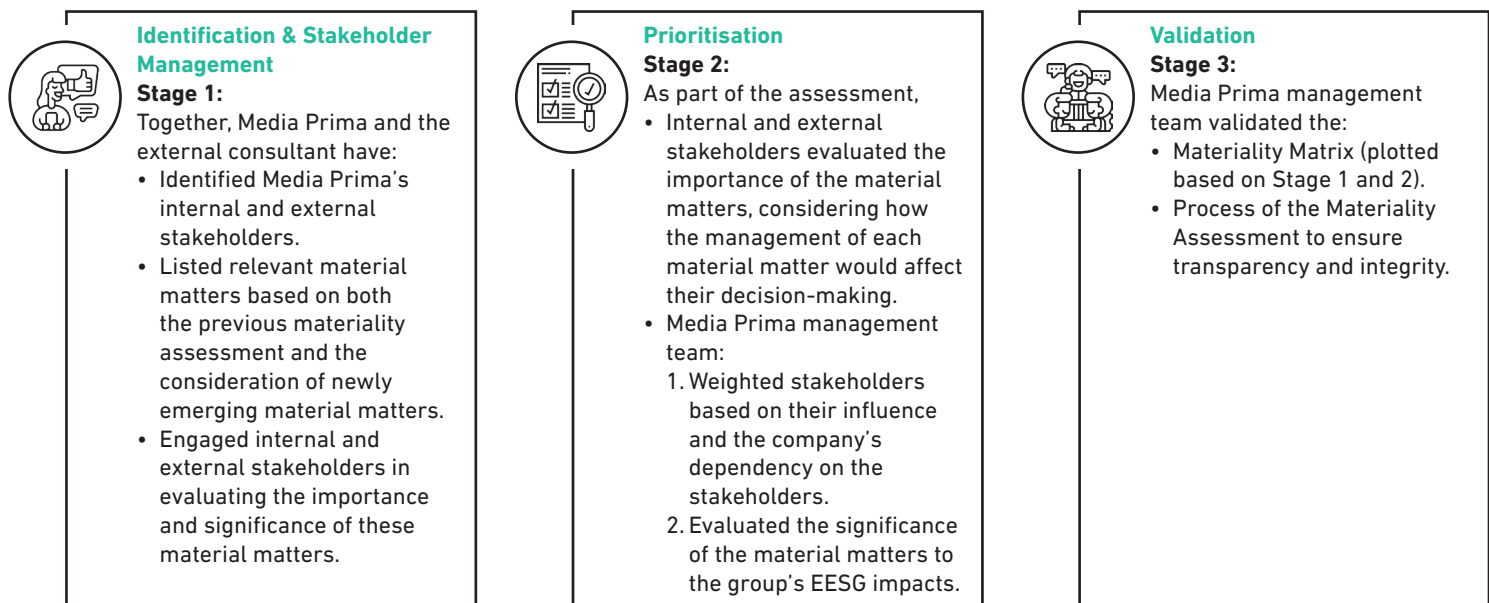 Identification & Stakeholder
Management
Stage 1:
Together, Media Prima and the
external consultant have:
• Identified Media Prima's
internal and external
stakeholders.
• Listed relevant material
matters based on both
the previous materiality
assessment and the
consideration of newly
emerging material matters.
• Engaged internal and
external stakeholders in
evaluating the importance
and significance of these
material matters.
Prioritisation
Stage 2:
As part of the assessment,
• Internal and external
stakeholders evaluated the
importance of the material
matters, considering how
the management of each
material matter would affect
their decision-making.
• Media Prima management
team:
1. Weighted stakeholders
based on their influence
and the company's
dependency on the
stakeholders.
2. Evaluated the significance
of the material matters to
the group's EESG impacts.
Validation
Stage 3:
Media Prima management
team validated the:
• Materiality Matrix (plotted
based on Stage 1 and 2).
• Process of the Materiality
Assessment to ensure
transparency and integrity.